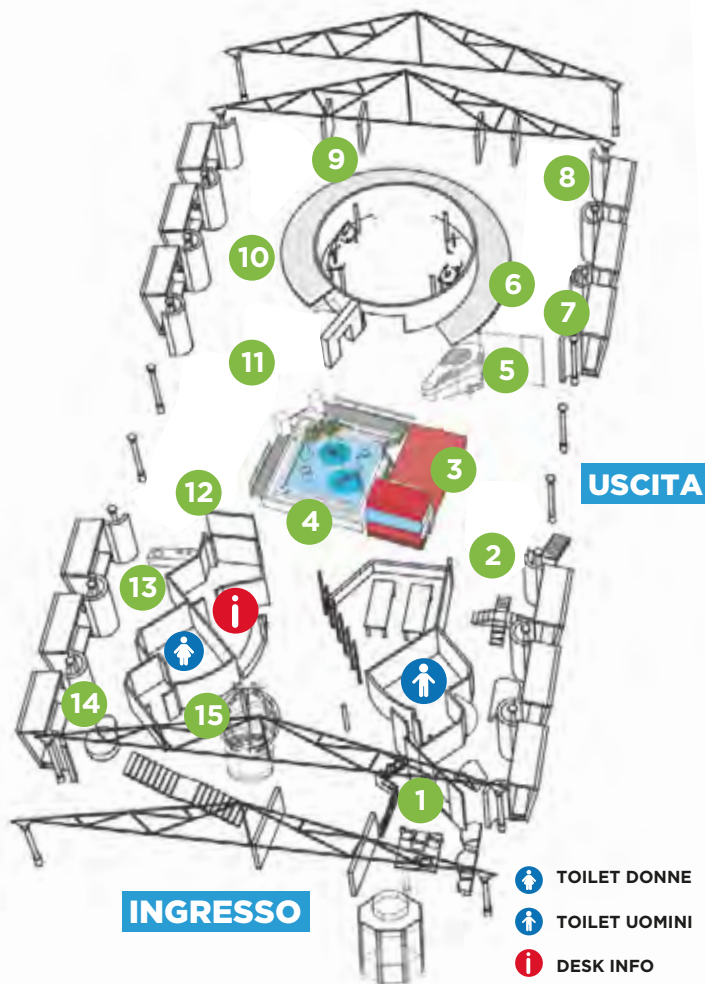 9
8
10
6
7
11
5
3
12
USCITA
4
2
13
i
14
15
1
INGRESSO
TOILET DONNE
TOILET UOMINI
i DESK INFO